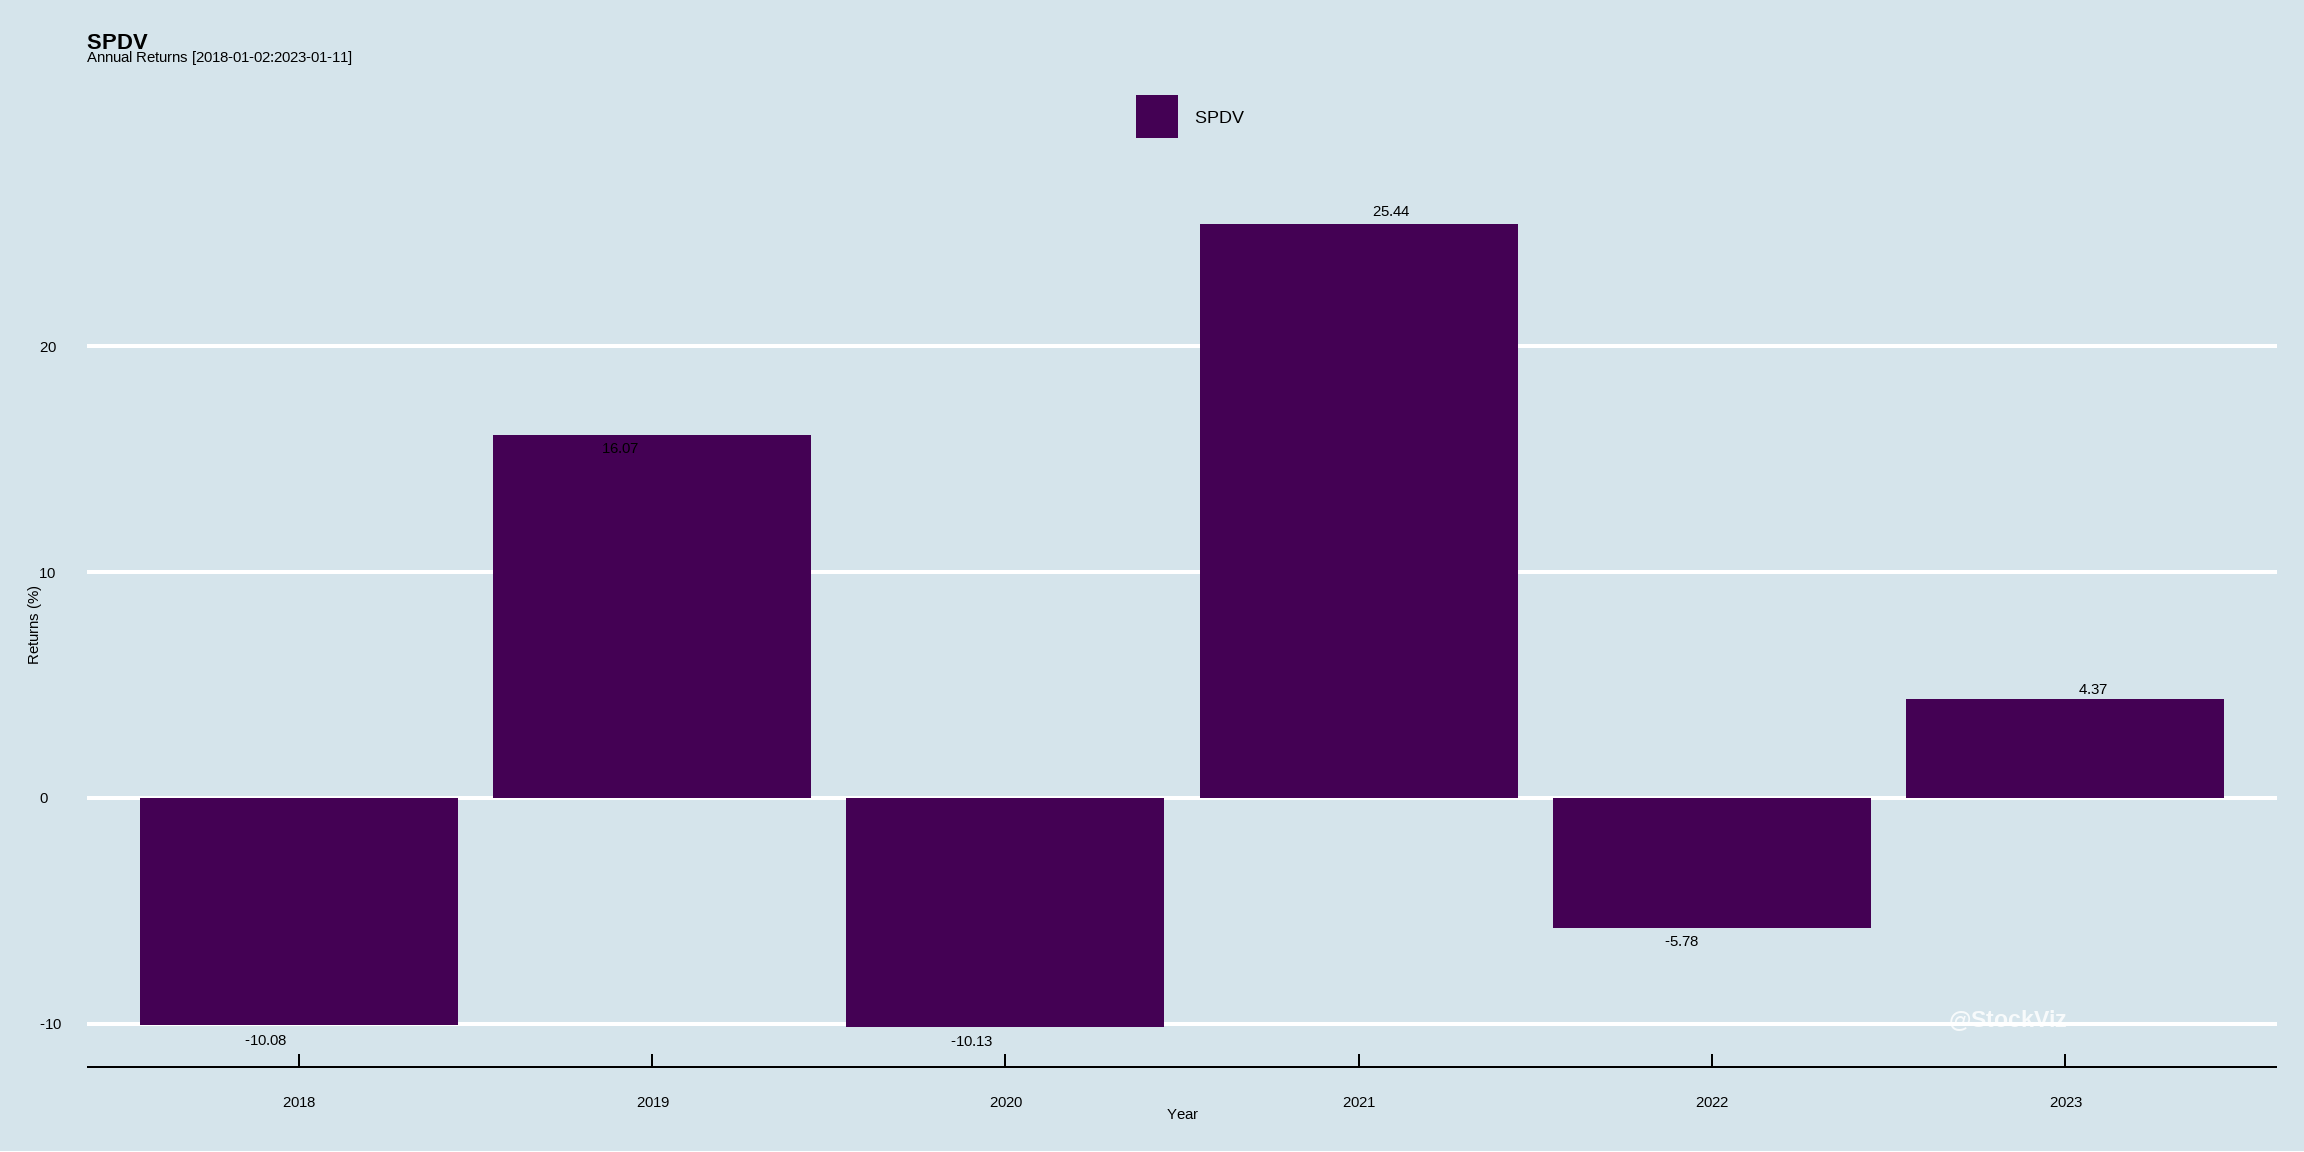 SPDV
Annual Returns [2018-01-02:2023-01-11]
SPDV
25.44
20
16.07
10
Returns (%)
4.37
0
-5.78
-10
@StockViz
-10.08
-10.13
2018
2019
2020
2021
2022
2023
Year